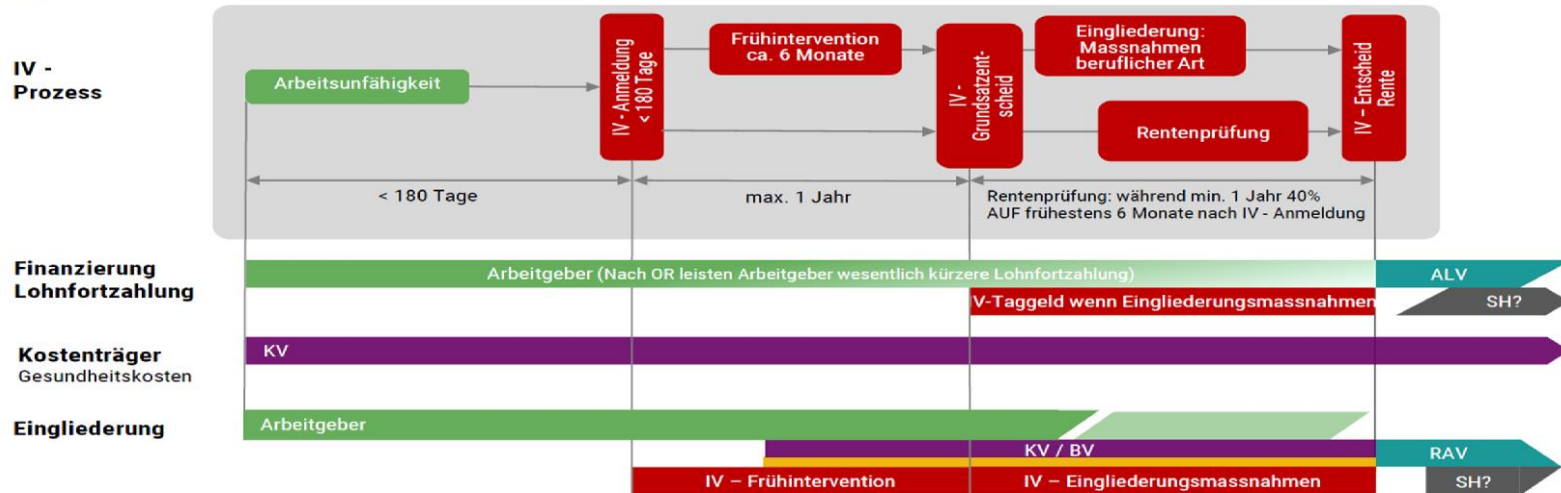 IV -
Prozess
Arbeitsunfähigkeit
IV - Anmeldung
< 180 Tage
Frühintervention
ca. 6 Monate
IV -
Grundsatzent-
scheid
Eingliederung:
Massnahmen
beruflicher Art
Rentenprüfung
IV – Entscheid
Rente
< 180 Tage
max. 1 Jahr
Rentenprüfung: während min. 1 Jahr 40%
AUF frühestens 6 Monate nach IV - Anmeldung
Finanzierung
Lohnfortzahlung
Arbeitgeber (Nach OR leisten Arbeitgeber wesentlich kürzere Lohnfortzahlung)
ALV
V-Taggeld wenn Eingliederungsmassnahmen
SH?
Kostenträger
Gesundheitskosten
KV
Eingliederung
Arbeitgeber
KV / BV
RAV
IV – Frühintervention
IV – Eingliederungsmassnahmen
SH?